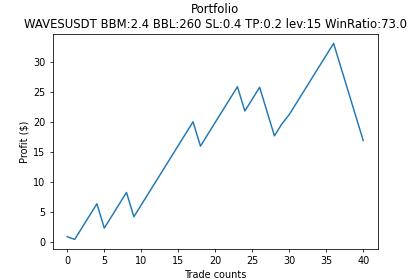 Portfolio
WAVESUSDT BBM:2.4 BBL:260 SL:0.4 TP:0.2 lev:15 WinRatio:73.0
30
25
20
15
10
5
0
Profit ($)
0 5 10 15 20 25 30 35 40
Trade counts